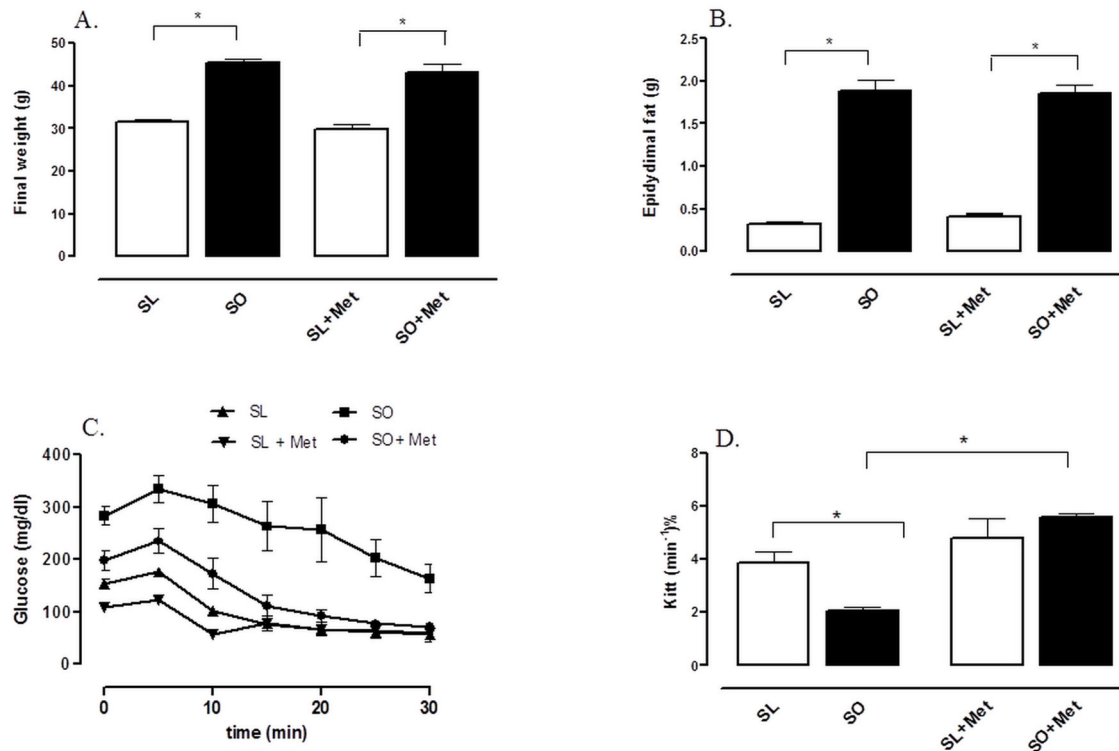 A.
*
*
Final weight (g)
50
40
30
20
10
0
SL
SO
SL+Met
SO+Met
B.
*
*
Epidydimal fat (g)
2.5
2.0
1.5
1.0
0.5
0.0
SL
SO
SL+Met
SO+Met
C.
SL
SO
SL + Met
SO+ Met
Glucose (mg/dl)
400
300
200
100
0
0
10
20
30
time (min)
D.
*
*
Kitt (min⁻¹)%
8
6
4
2
0
SL
SO
SL+Met
SO+Met